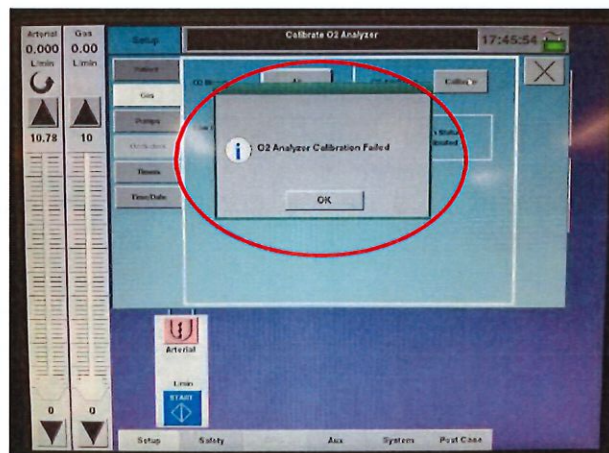 Arterial
Gas
0.000
0.00
L/min
L/min
10.78
10
0
0
Setup
Calibrate O2 Analyzer
17:45:54
Gas
Pumps
Timers
Time/Date
Calibrate
O2 Analyzer Calibration Failed
OK
Arterial
L/min
START
Setup
Safety
Aux
System
Post Case